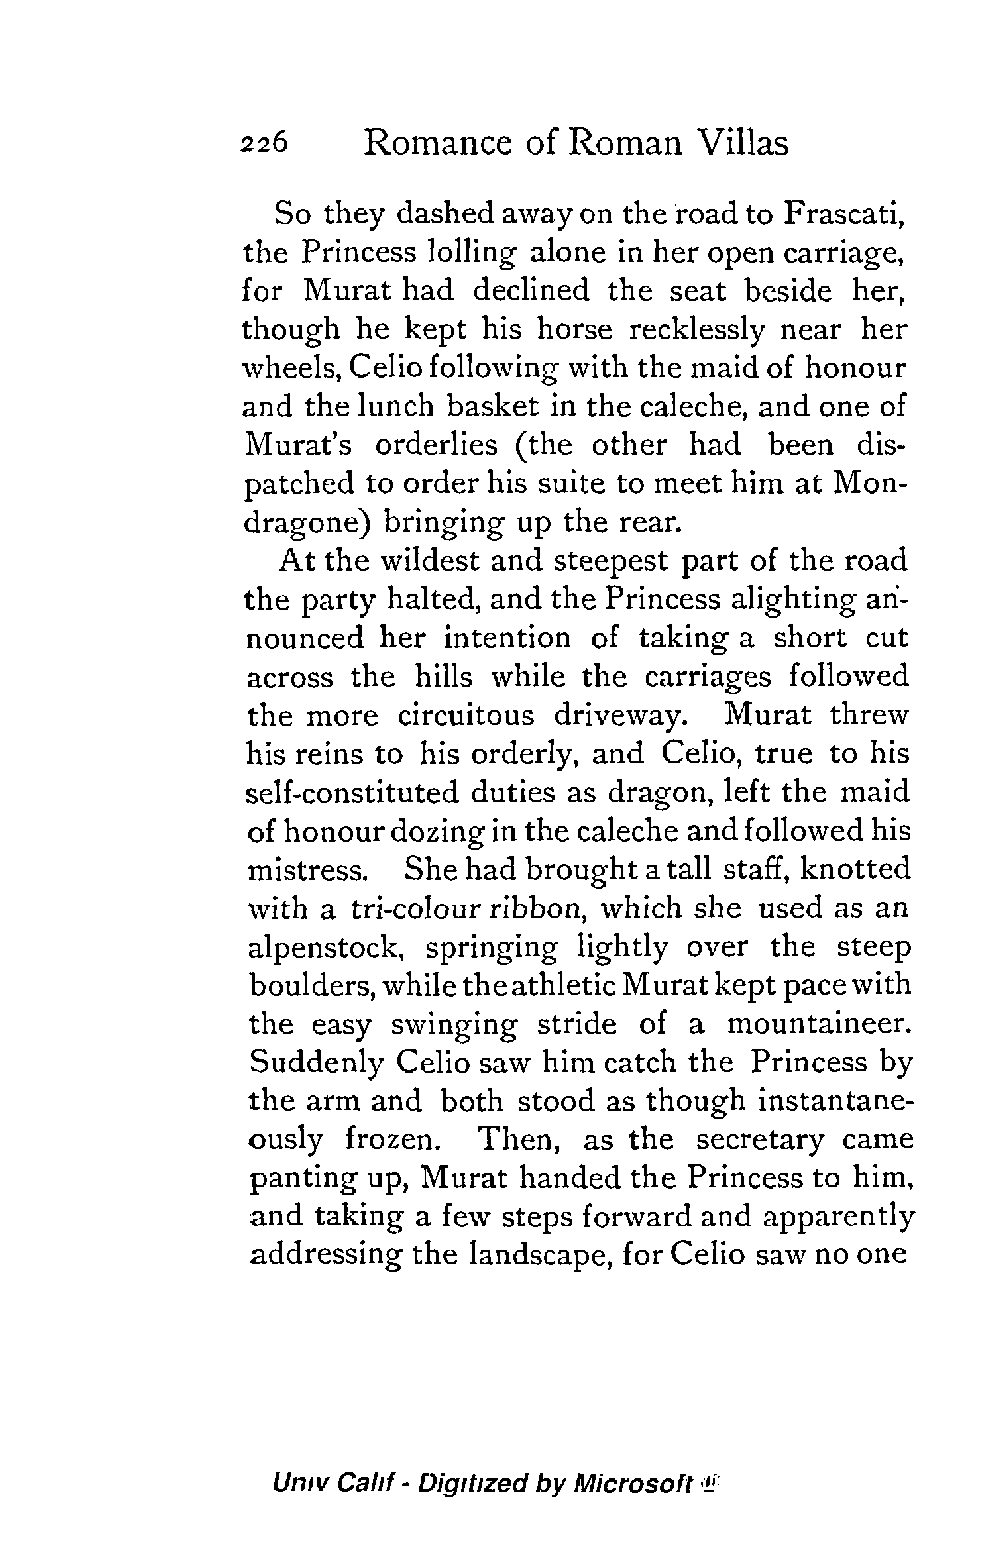 226 Romance of Roman Villas
So they dashed away on the road to Frascati,
the Princess lolling alone in her open carriage,
for Murat had declined the seat beside her,
though he kept his horse recklessly near her
wheels, Celio following with the maid of honour
and the lunch basket in the caleche, and one of
Murat's orderlies (the other had been dis-
patched to order his suite to meet him at Mon-
dragone) bringing up the rear.
At the wildest and steepest part of the road
the party halted, and the Princess alighting an-
nounced her intention of taking a short cut
across the hills while the carriages followed
the more circuitous driveway. Murat threw
his reins to his orderly, and Celio, true to his
self-constituted duties as dragon, left the maid
of honour dozing in the caleche and followed his
mistress. She had brought a tall staff, knotted
with a tri-colour ribbon, which she used as an
alpenstock, springing lightly over the steep
boulders, while the athletic Murat kept pace with
the easy swinging stride of a mountaineer.
Suddenly Celio saw him catch the Princess by
the arm and both stood as though instantane-
ously frozen. Then, as the secretary came
panting up, Murat handed the Princess to him,
and taking a few steps forward and apparently
addressing the landscape, for Celio saw no one
Univ Calif - Digitized by Microsoft ®